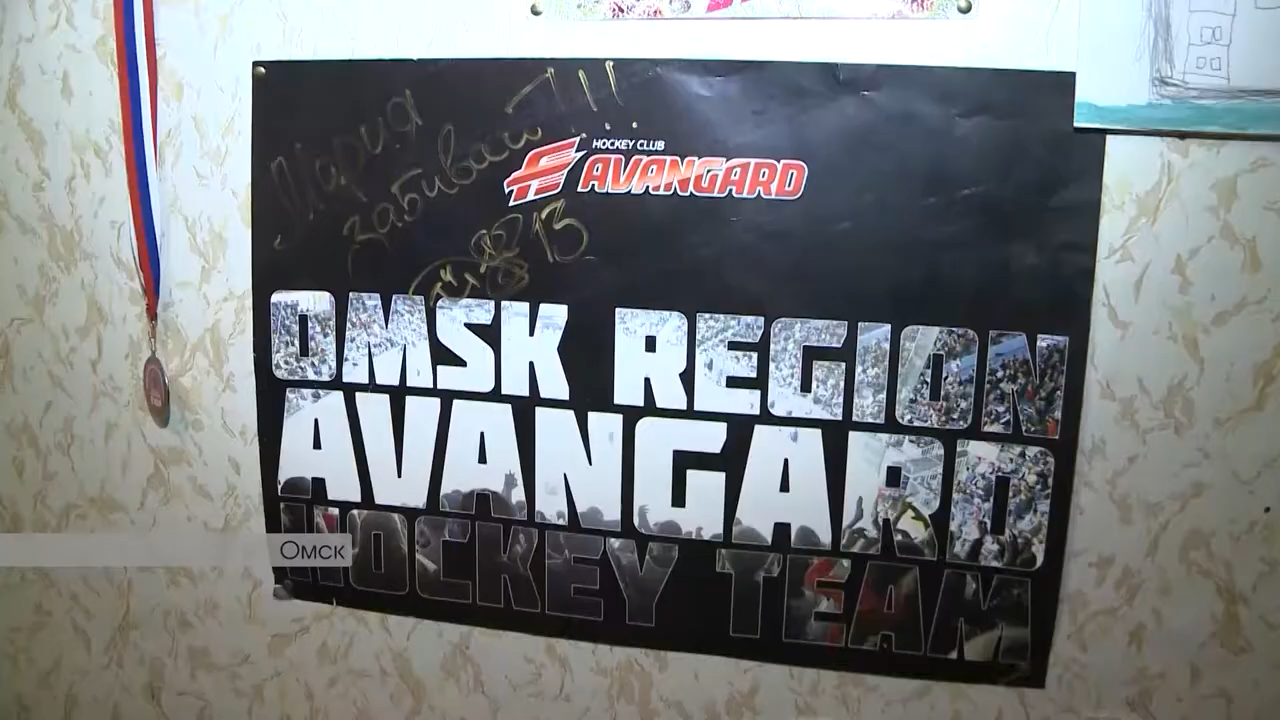 Мария
забивай!!!
13
HOCKEY CLUB
AVANGARD
OMSK REGION
AVANGARD
HOCKEY TEAM
Омск